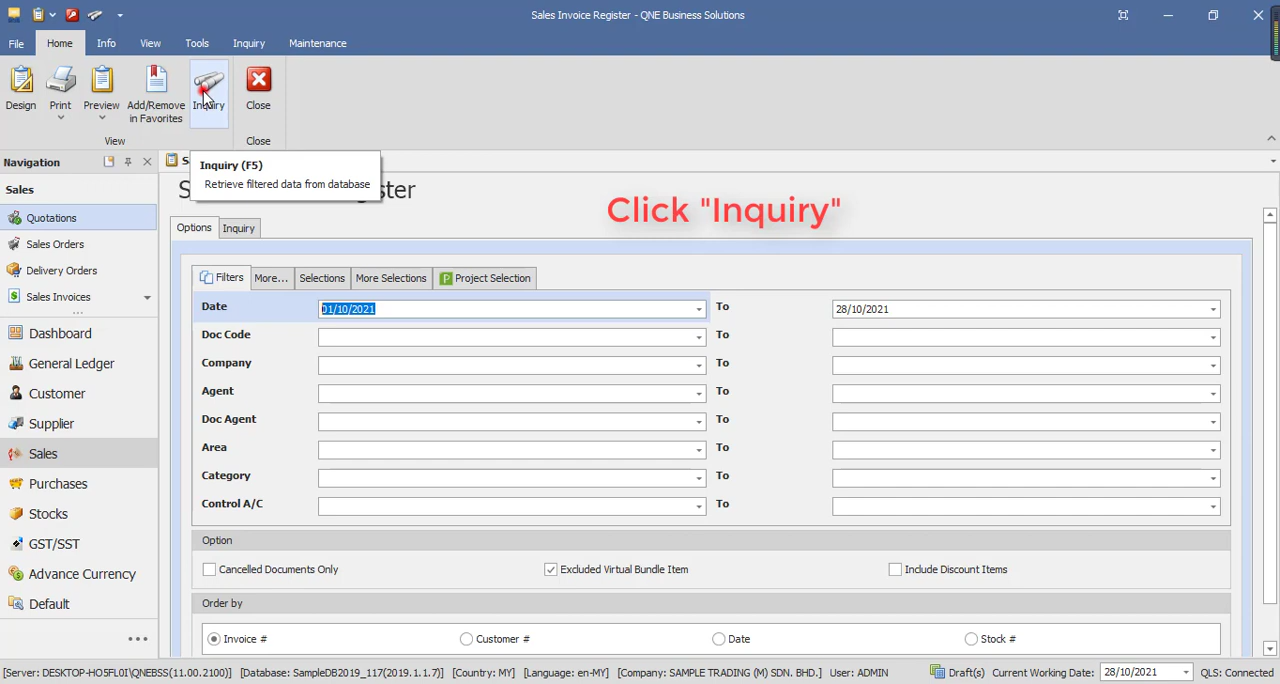 Sales Invoice Register - QNE Business Solutions
File Home Info View Tools Inquiry Maintenance
Design Print Preview Add/Remove in Favorites Inquiry Close
View Close
Navigation
Inquiry (F5)
Retrieve filtered data from database
Click "Inquiry"
Sales
Options Inquiry
Quotations
Sales Orders
Delivery Orders
Sales Invoices
Dashboard
General Ledger
Customer
Supplier
Sales
Purchases
Stocks
GST/SST
Advance Currency
Default
Filters More... Selections More Selections Project Selection
Date 01/10/2021 To 28/10/2021
Doc Code To
Company To
Agent To
Doc Agent To
Area To
Category To
Control A/C To
Option
Cancelled Documents Only Excluded Virtual Bundle Item Include Discount Items
Order by
Invoice # Customer # Date Stock #
[Server: DESKTOP-HO5FL0I\QNEBSS(11.00.2100)] [Database: SampleDB2019_117(2019.1.1.7)] [Country: MY] [Language: en-MY] [Company: SAMPLE TRADING (M) SDN. BHD.] User: ADMIN Draft(s) Current Working Date: 28/10/2021 QLS: Connected